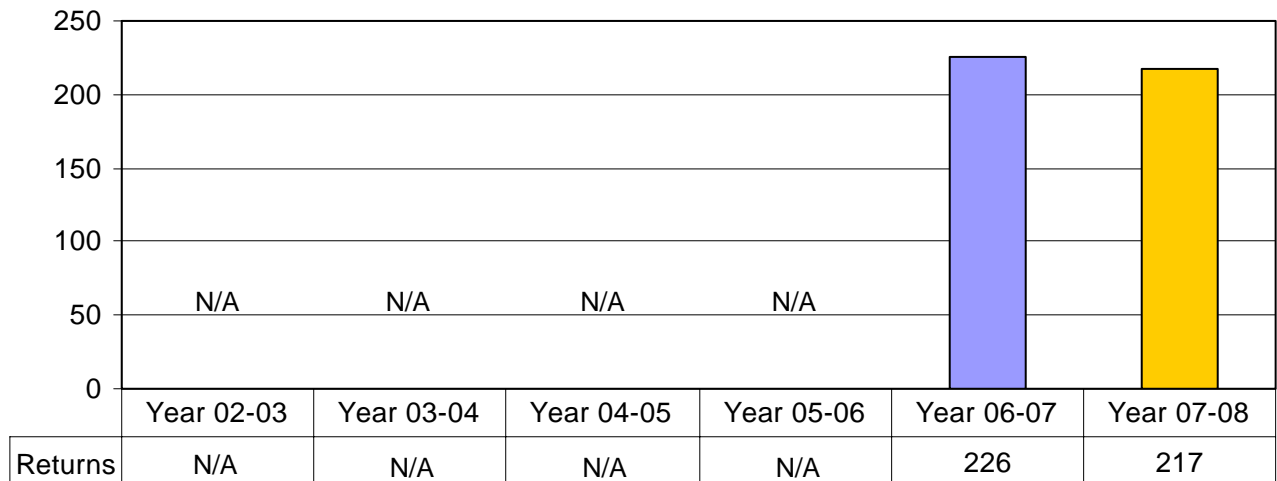 250
200
150
100
50
0
N/A N/A N/A N/A
Year 02-03 Year 03-04 Year 04-05 Year 05-06 Year 06-07 Year 07-08
Returns N/A N/A N/A N/A 226 217